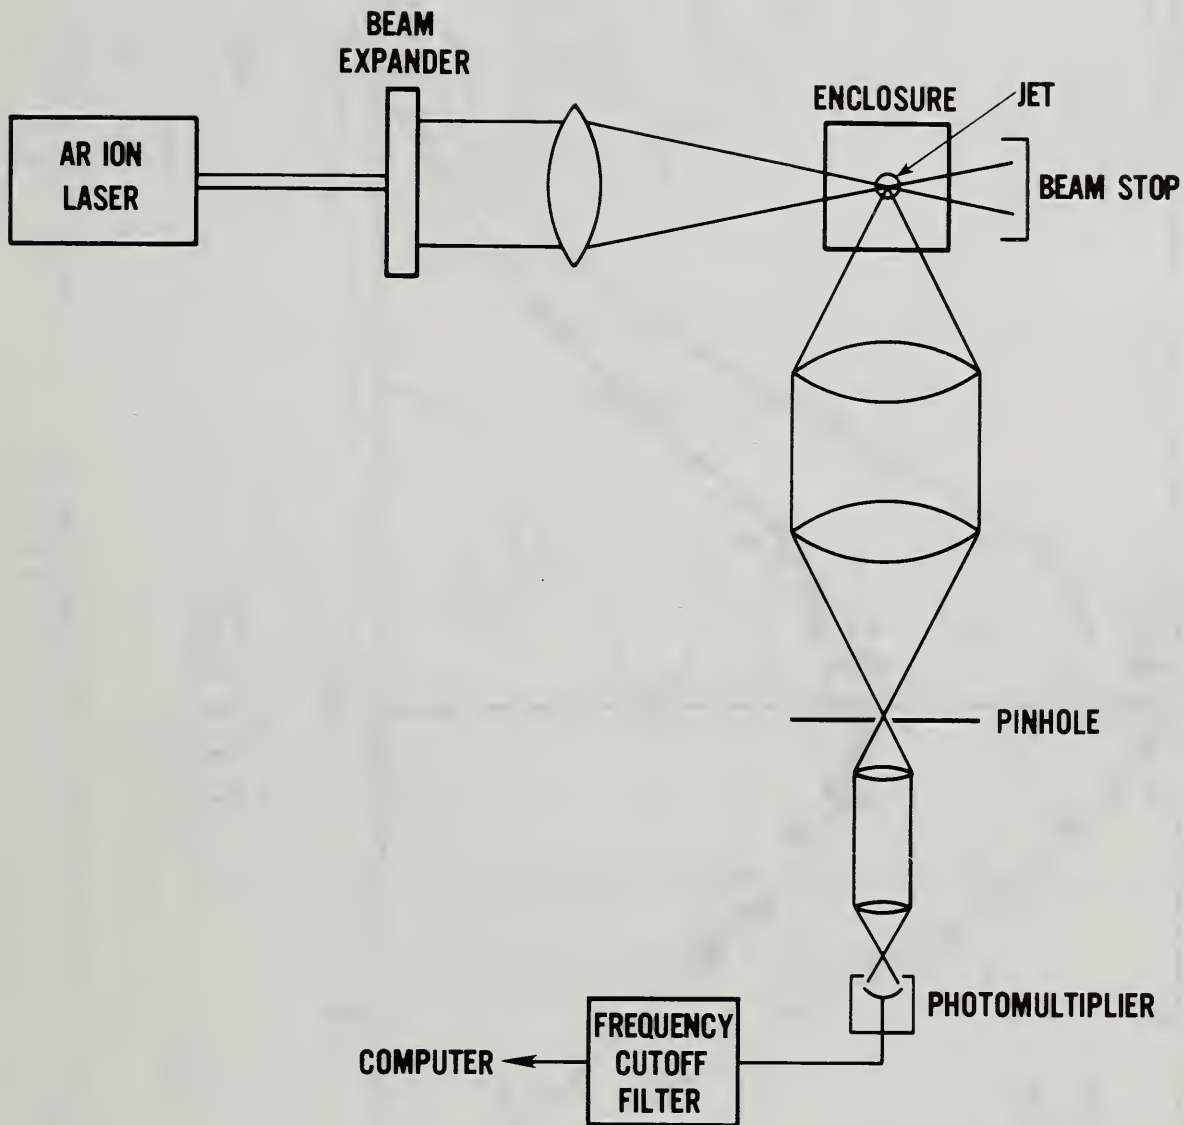 BEAM
EXPANDER
AR ION
LASER
ENCLOSURE
JET
BEAM STOP
PINHOLE
PHOTOMULTIPLIER
FREQUENCY
CUTOFF
FILTER
COMPUTER